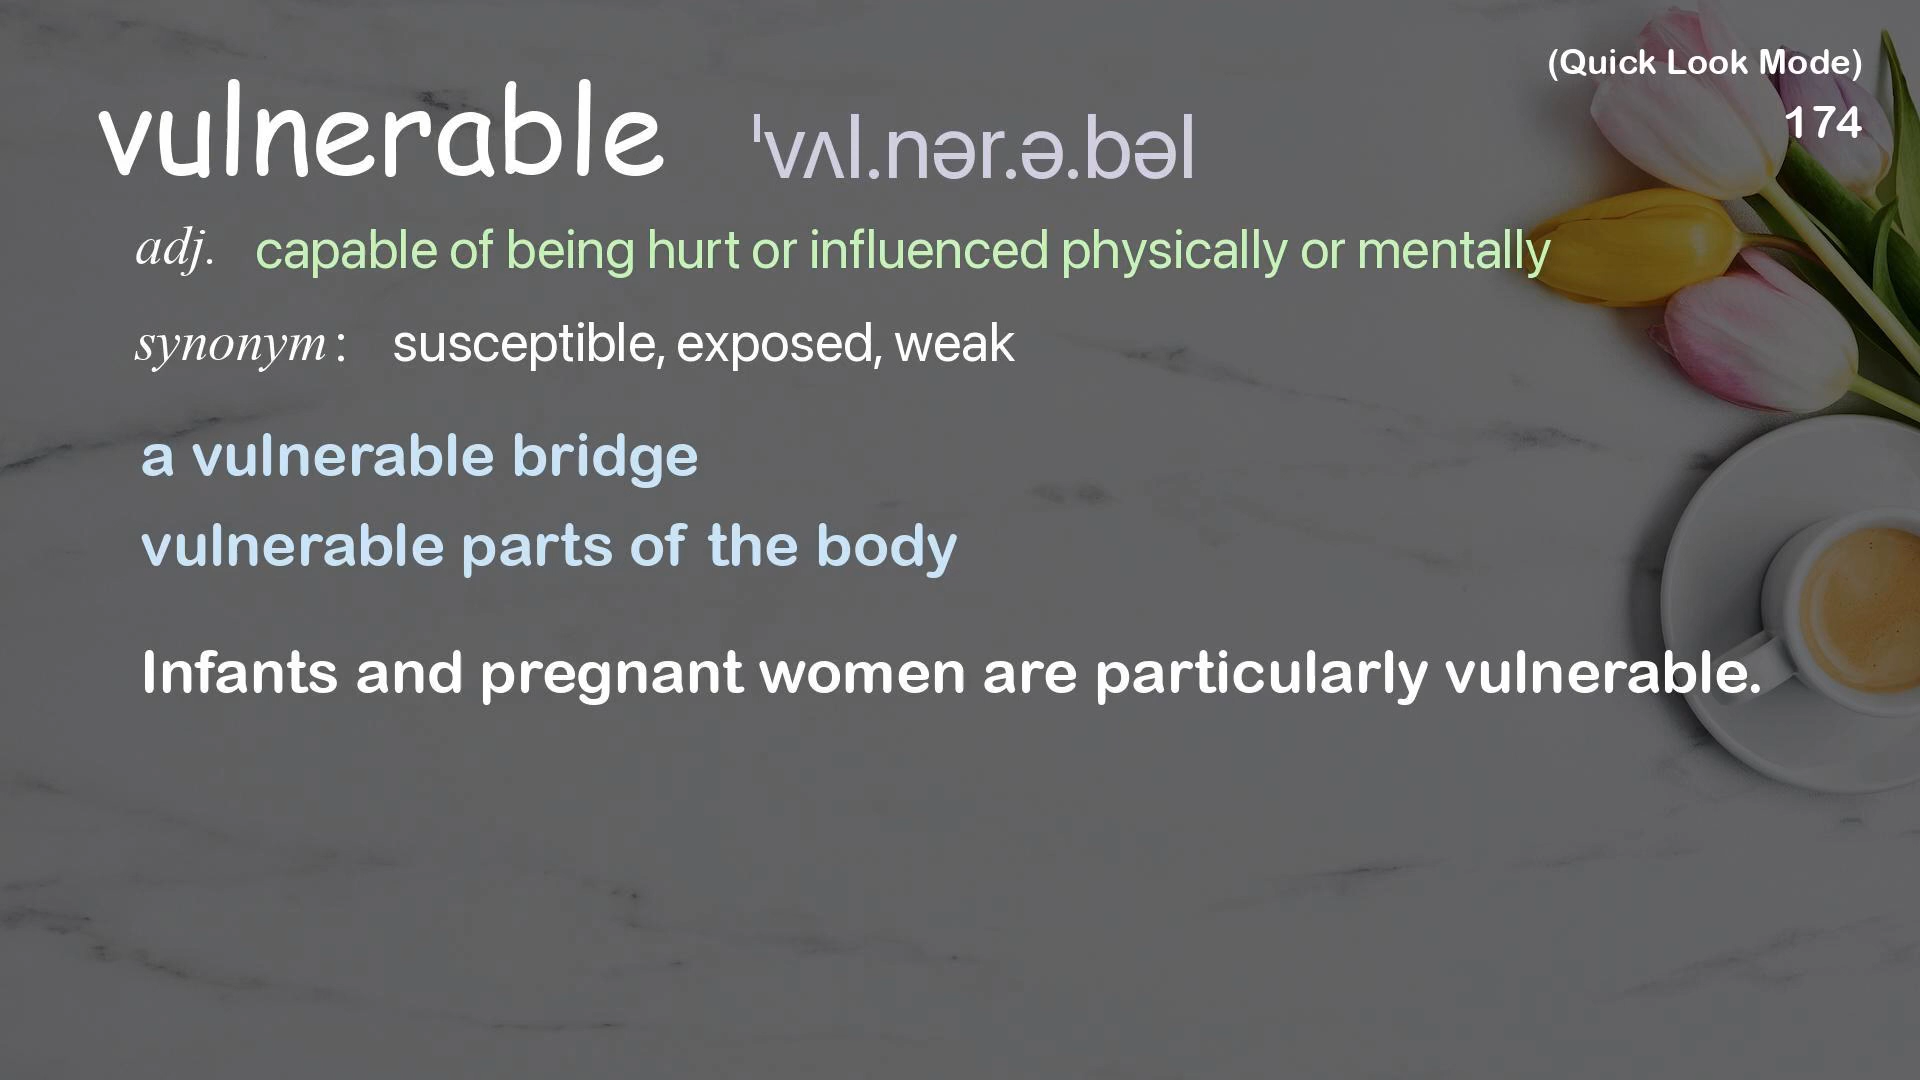 (Quick Look Mode)
174
vulnerable ˈvʌl.nər.ə.bəl
adj. capable of being hurt or influenced physically or mentally
synonym: susceptible, exposed, weak
a vulnerable bridge
vulnerable parts of the body
Infants and pregnant women are particularly vulnerable.